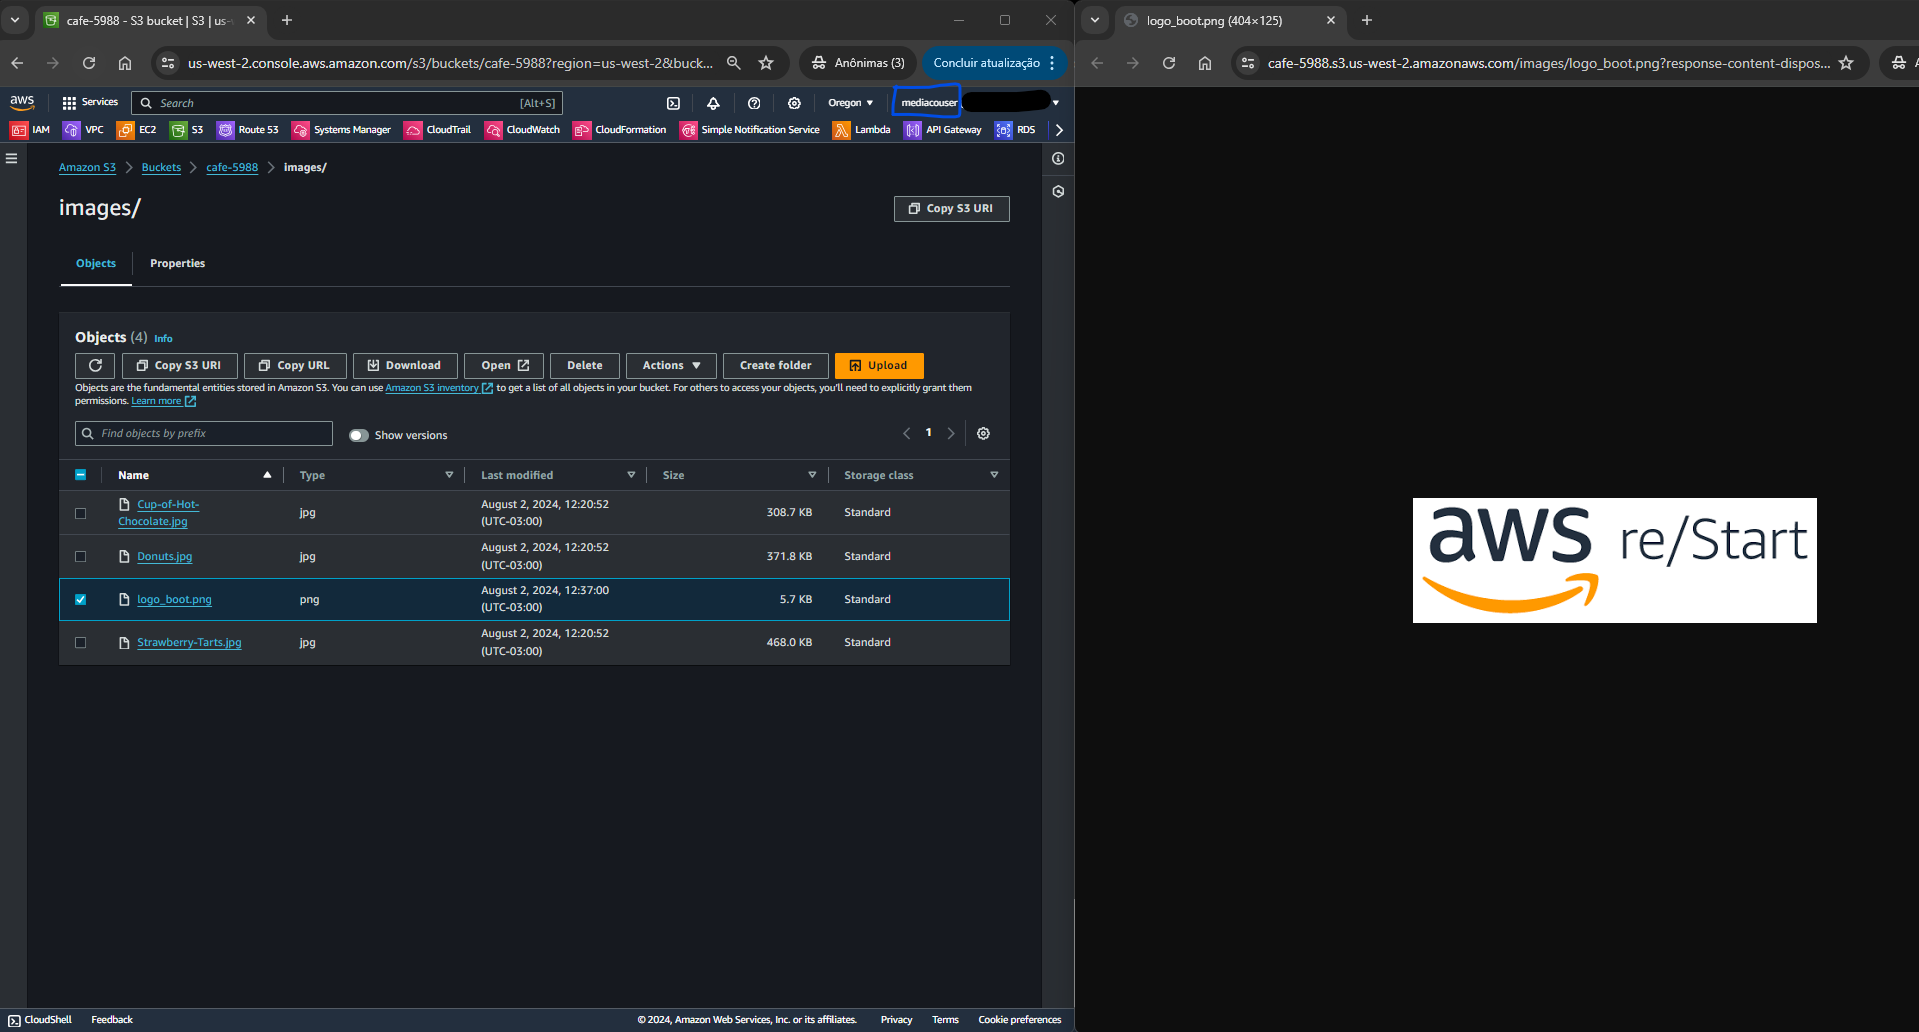 cafe-5988 - S3 bucket | S3 | us-
logo_boot.png (404×125)
us-west-2.console.aws.amazon.com/s3/buckets/cafe-5988?region=us-west-2&buck...
Anônimas (3)
Concluir atualização
cafe-5988.s3.us-west-2.amazonaws.com/images/logo_boot.png?response-content-dispos...
A
aws
Services
Search
[Alt+S]
Oregon
mediacouser
IAM
VPC
EC2
S3
Route 53
Systems Manager
CloudTrail
CloudWatch
CloudFormation
Simple Notification Service
Lambda
API Gateway
RDS
Amazon S3
Buckets
cafe-5988
images/
images/
Copy S3 URI
Objects
Properties
Objects (4) Info
Copy S3 URI
Copy URL
Download
Open
Delete
Actions
Create folder
Upload
Objects are the fundamental entities stored in Amazon S3. You can use Amazon S3 inventory to get a list of all objects in your bucket. For others to access your objects, you'll need to explicitly grant them
permissions. Learn more
Find objects by prefix
Show versions
1
Name
Type
Last modified
Size
Storage class
Cup-of-Hot-
Chocolate.jpg
jpg
August 2, 2024, 12:20:52
(UTC-03:00)
308.7 KB
Standard
Donuts.jpg
jpg
August 2, 2024, 12:20:52
(UTC-03:00)
371.8 KB
Standard
logo_boot.png
png
August 2, 2024, 12:37:00
(UTC-03:00)
5.7 KB
Standard
Strawberry-Tarts.jpg
jpg
August 2, 2024, 12:20:52
(UTC-03:00)
468.0 KB
Standard
aws re/Start
CloudShell
Feedback
© 2024, Amazon Web Services, Inc. or its affiliates.
Privacy
Terms
Cookie preferences